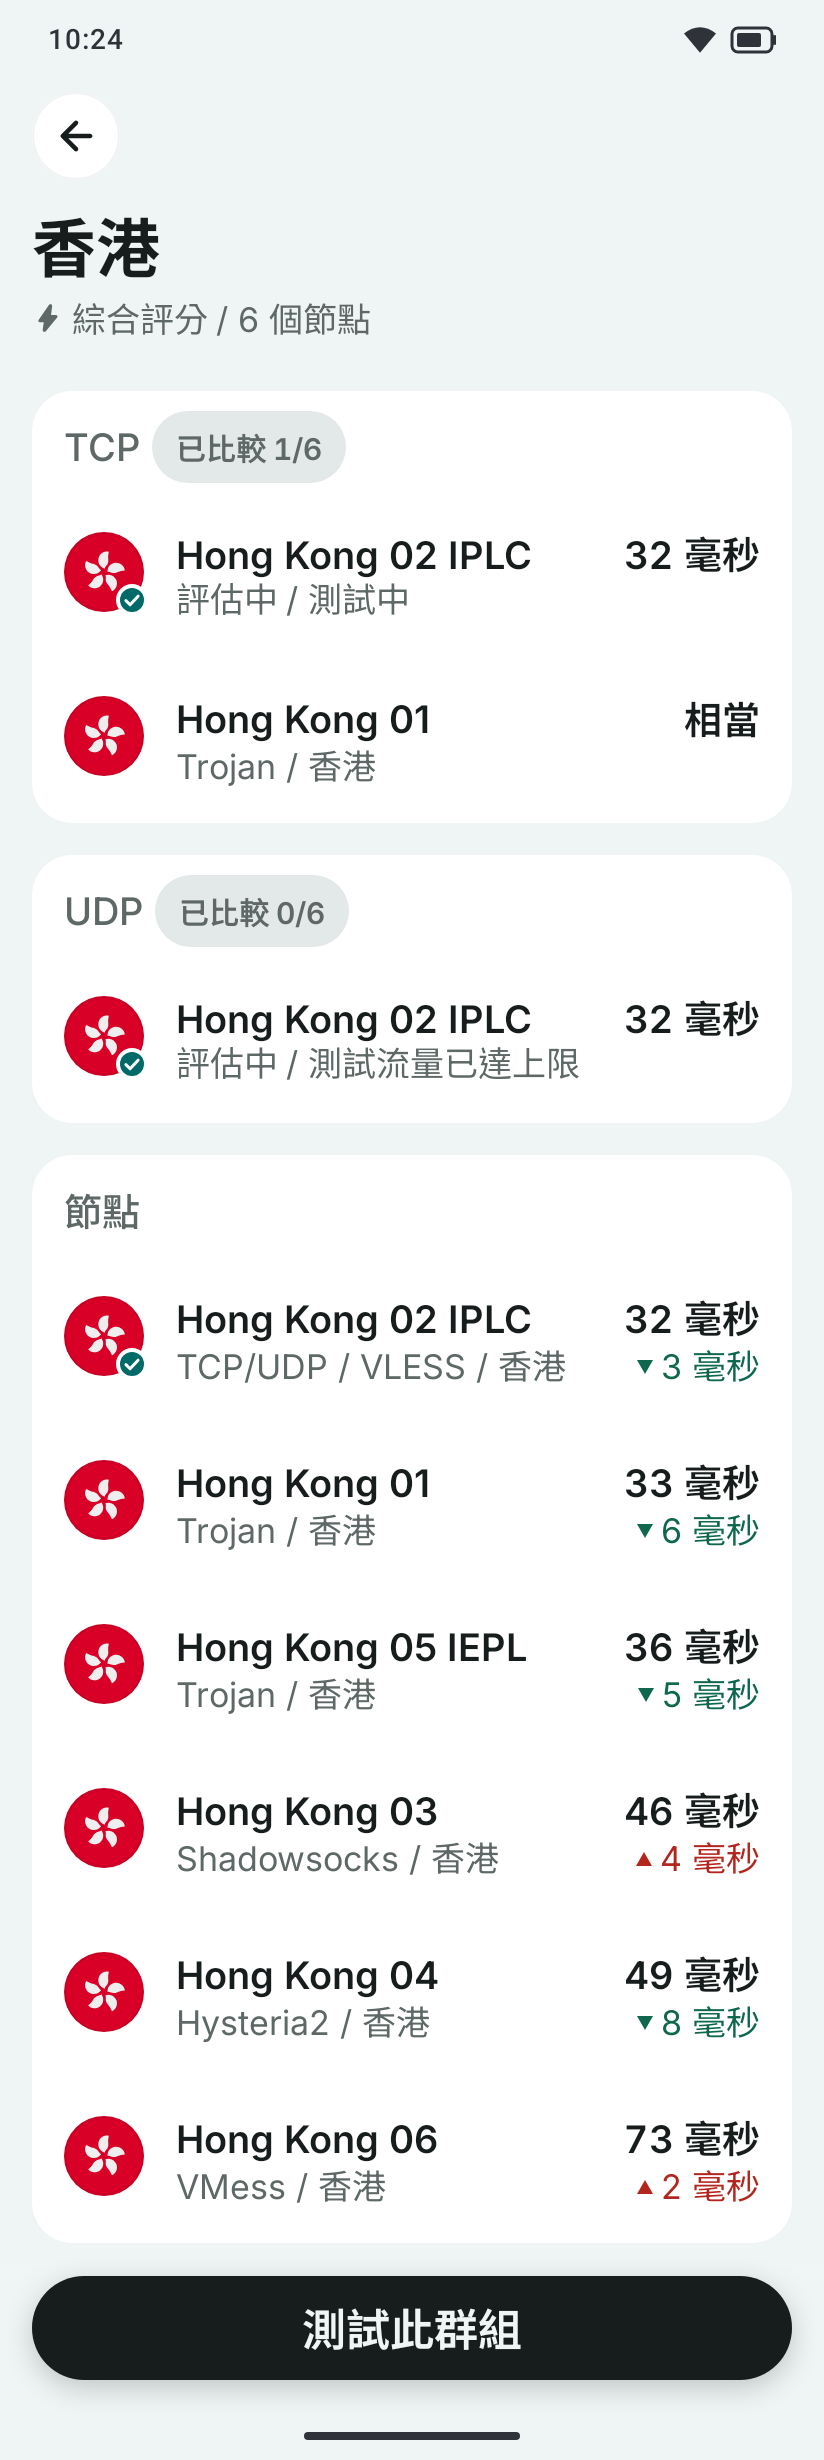 10:24
香港
綜合評分 / 6 個節點
TCP 已比較 1/6
Hong Kong 02 IPLC 32 毫秒
評估中 / 測試中
Hong Kong 01 相當
Trojan / 香港
UDP 已比較 0/6
Hong Kong 02 IPLC 32 毫秒
評估中 / 測試流量已達上限
節點
Hong Kong 02 IPLC 32 毫秒
TCP/UDP / VLESS / 香港 ▼3 毫秒
Hong Kong 01 33 毫秒
Trojan / 香港 ▼6 毫秒
Hong Kong 05 IEPL 36 毫秒
Trojan / 香港 ▼5 毫秒
Hong Kong 03 46 毫秒
Shadowsocks / 香港 ▲4 毫秒
Hong Kong 04 49 毫秒
Hysteria2 / 香港 ▼8 毫秒
Hong Kong 06 73 毫秒
VMess / 香港 ▲2 毫秒
測試此群組